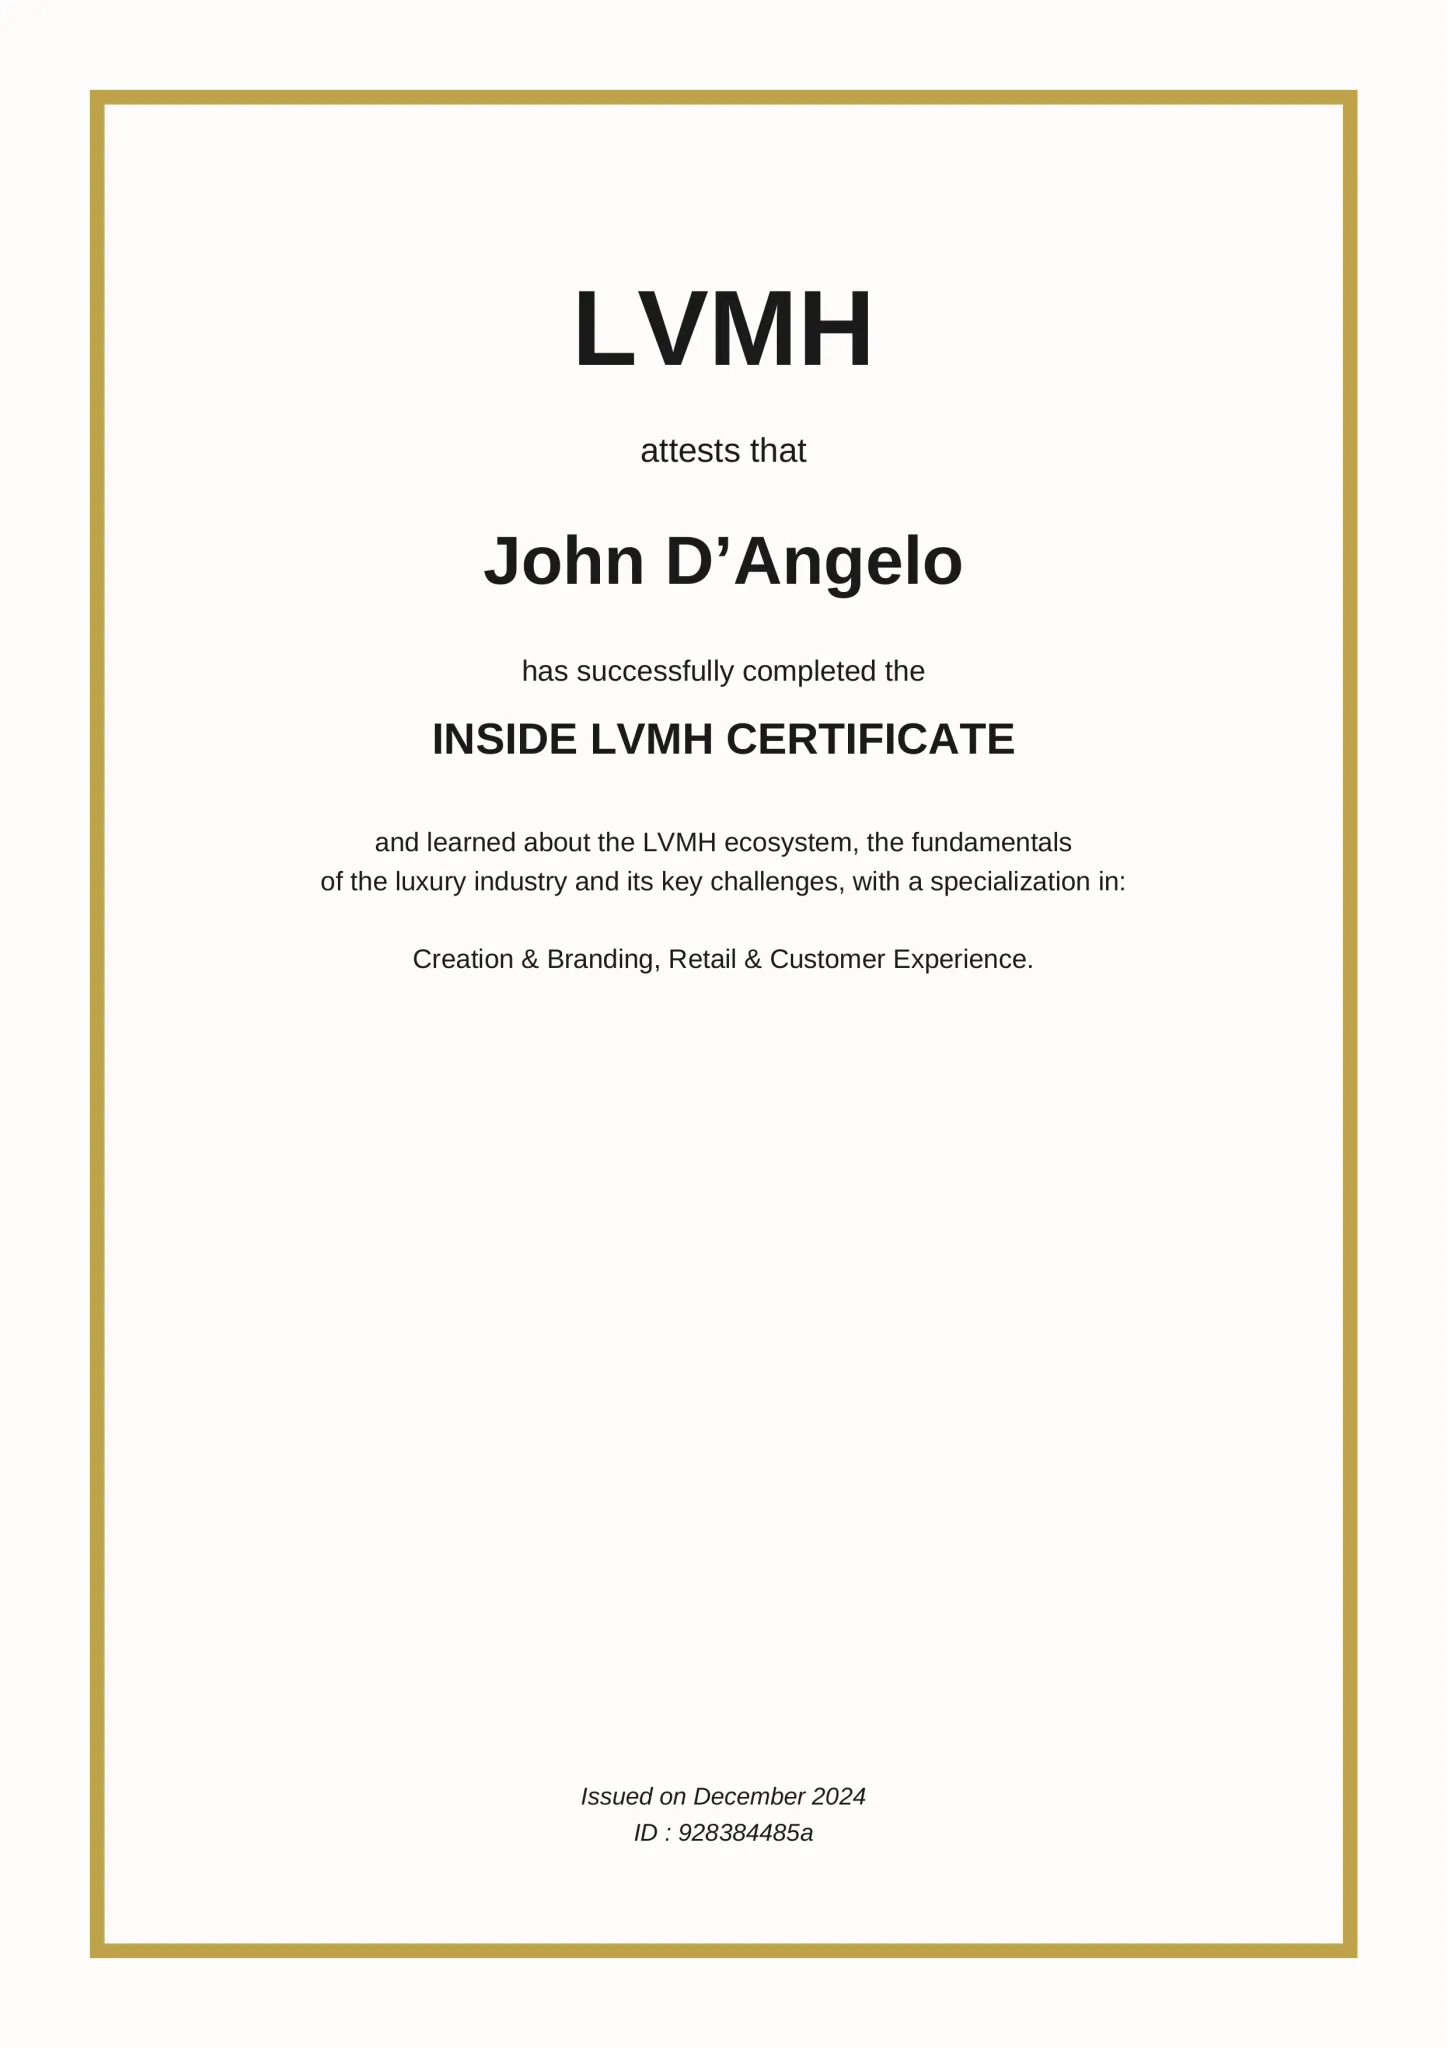 LVMH
attests that
John D’Angelo
has successfully completed the
INSIDE LVMH CERTIFICATE
and learned about the LVMH ecosystem, the fundamentals
of the luxury industry and its key challenges, with a specialization in:
Creation & Branding, Retail & Customer Experience.
Issued on December 2024
ID : 928384485a